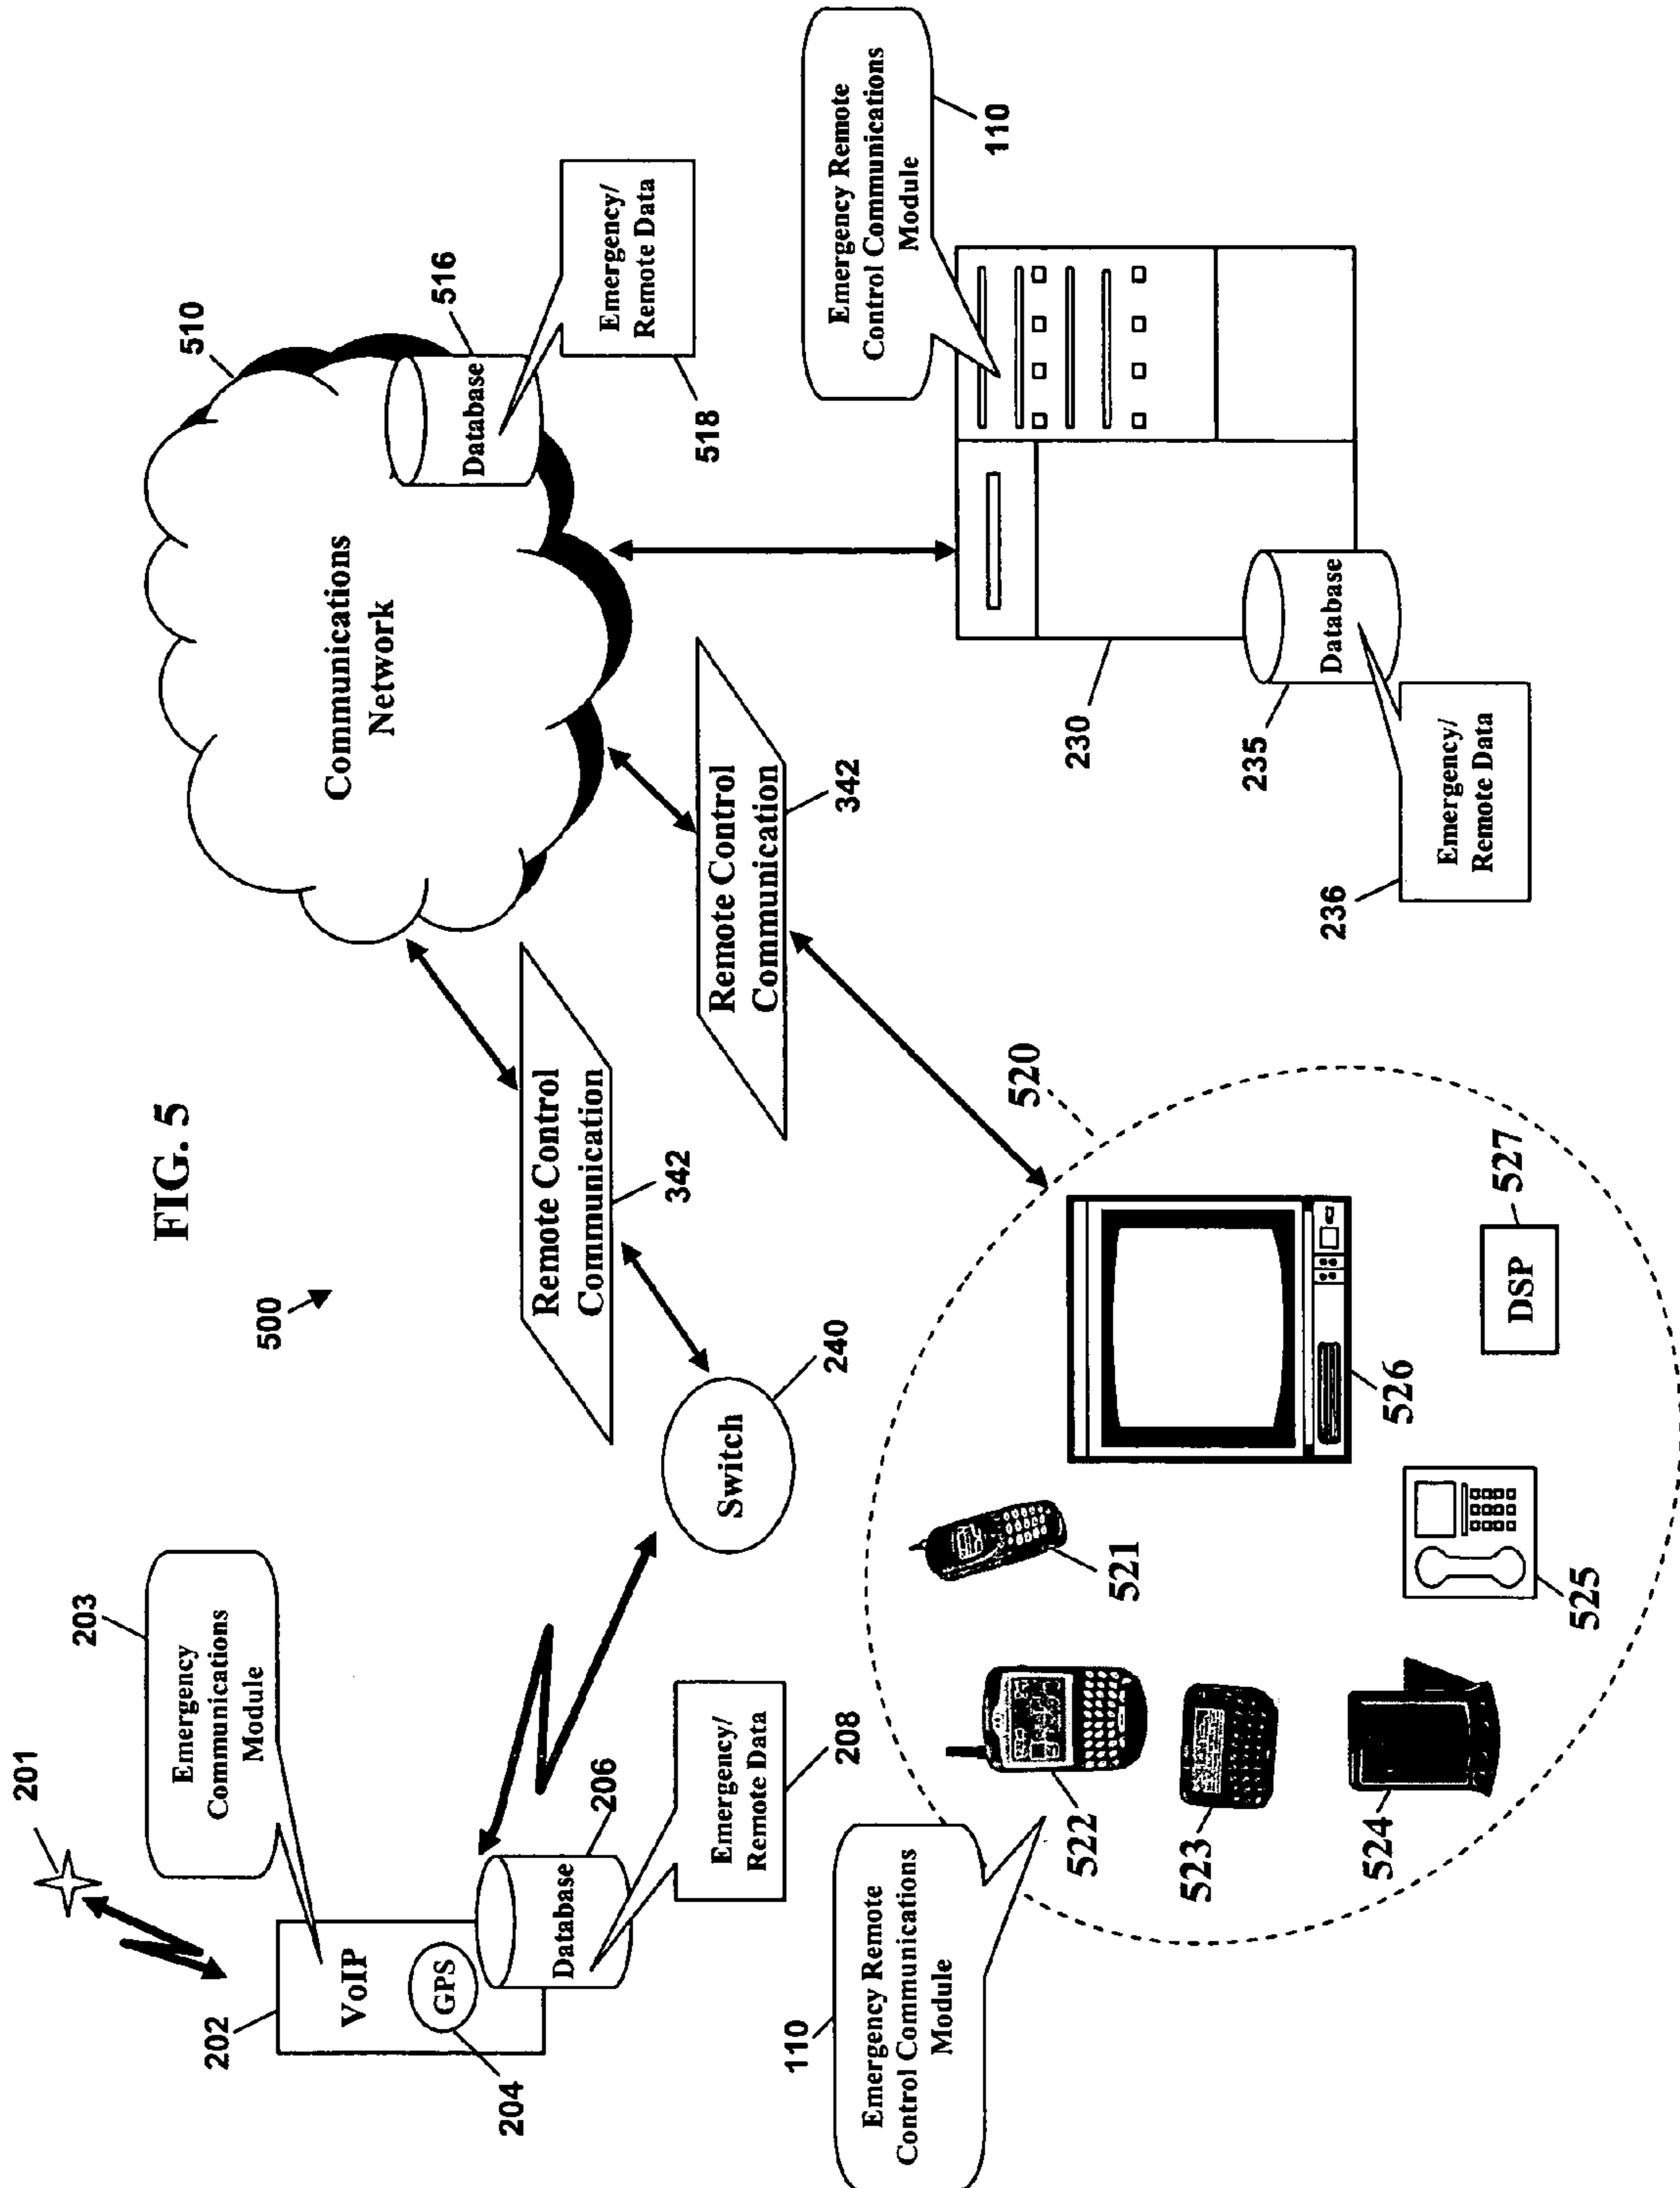 FIG. 5
500
201
203
Emergency
Communications
Module
202
VoIP
GPS
204
Database
206
Emergency/
Remote Data
208
Switch
240
Remote Control
Communication
342
Remote Control
Communication
342
Communications
Network
510
Database
516
Emergency/
Remote Data
518
110
Emergency Remote
Control Communications
Module
520
521
522
523
524
525
526
DSP
527
Emergency Remote
Control Communications
Module
110
230
Database
235
Emergency/
Remote Data
236